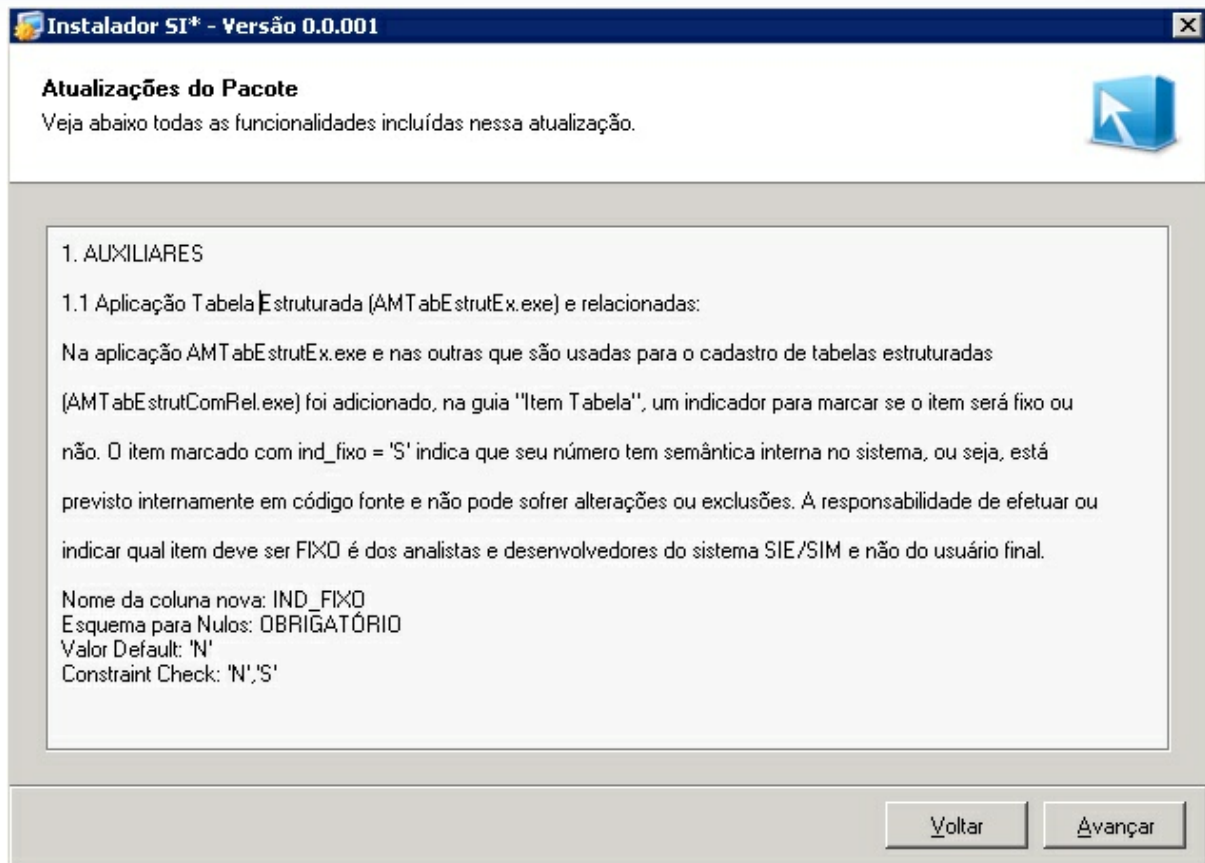 Instalador SI* - Versão 0.0.001
Atualizações do Pacote
Veja abaixo todas as funcionalidades incluídas nessa atualização.
1. AUXILIARES
1.1 Aplicação Tabela Estruturada (AMTabEstrutEx.exe) e relacionadas:
Na aplicação AMTabEstrutEx.exe e nas outras que são usadas para o cadastro de tabelas estruturadas
(AMTabEstrutComRel.exe) foi adicionado, na guia "Item Tabela", um indicador para marcar se o item será fixo ou
não. O item marcado com ind_fixo = 'S' indica que seu número tem semântica interna no sistema, ou seja, está
previsto internamente em código fonte e não pode sofrer alterações ou exclusões. A responsabilidade de efetuar ou
indicar qual item deve ser FIXO é dos analistas e desenvolvedores do sistema SIE/SIM e não do usuário final.
Nome da coluna nova: IND_FIXO
Esquema para Nulos: OBRIGATÓRIO
Valor Default: 'N'
Constraint Check: 'N','S'
Voltar
Avançar